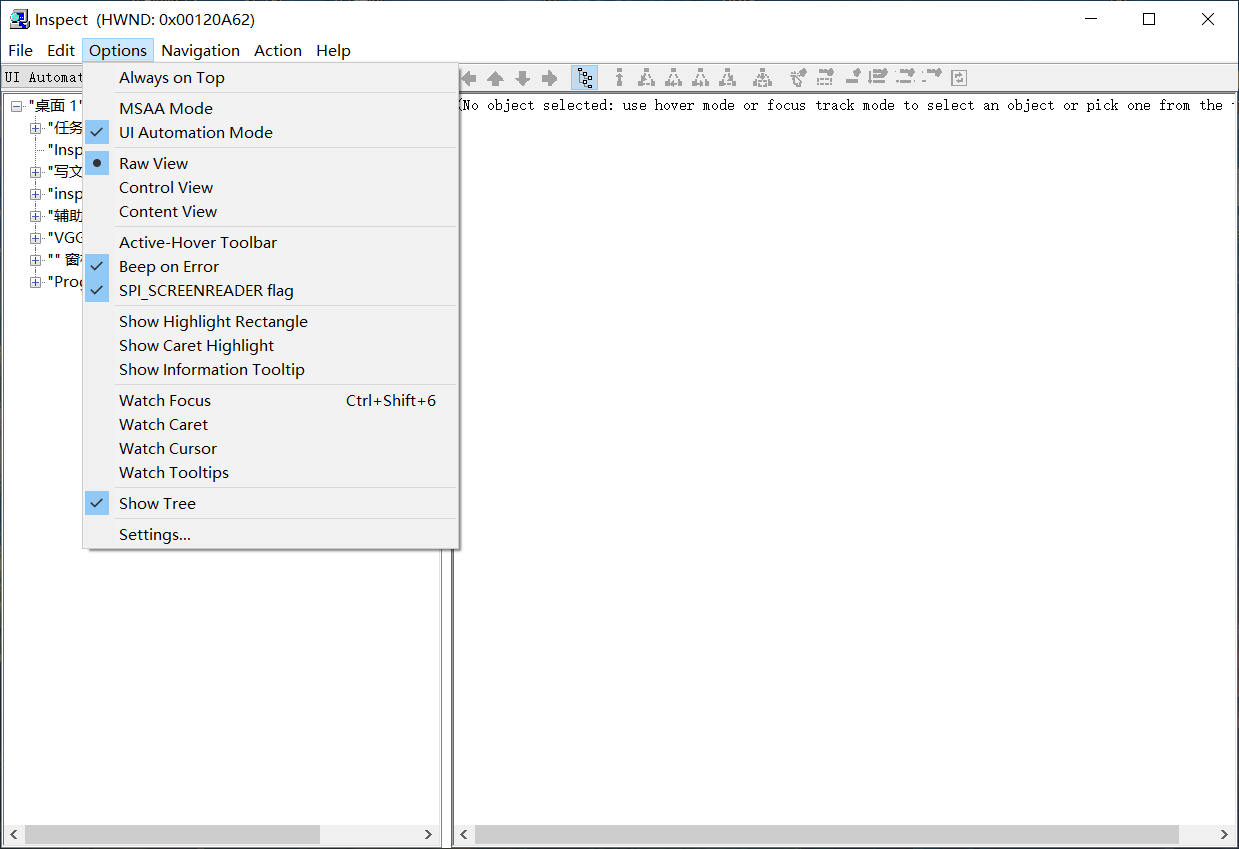 Inspect (HWND: 0x00120A62)
File Edit Options Navigation Action Help
UI Automat
Always on Top
MSAA Mode
UI Automation Mode
Raw View
Control View
Content View
Active-Hover Toolbar
Beep on Error
SPI_SCREENREADER flag
Show Highlight Rectangle
Show Caret Highlight
Show Information Tooltip
Watch Focus Ctrl+Shift+6
Watch Caret
Watch Cursor
Watch Tooltips
Show Tree
Settings...
"桌面 1"
"任务
"Insp
"写文
"insp
"辅助
"VGG
"" 窗
"Prog
(No object selected: use hover mode or focus track mode to select an object or pick one from the